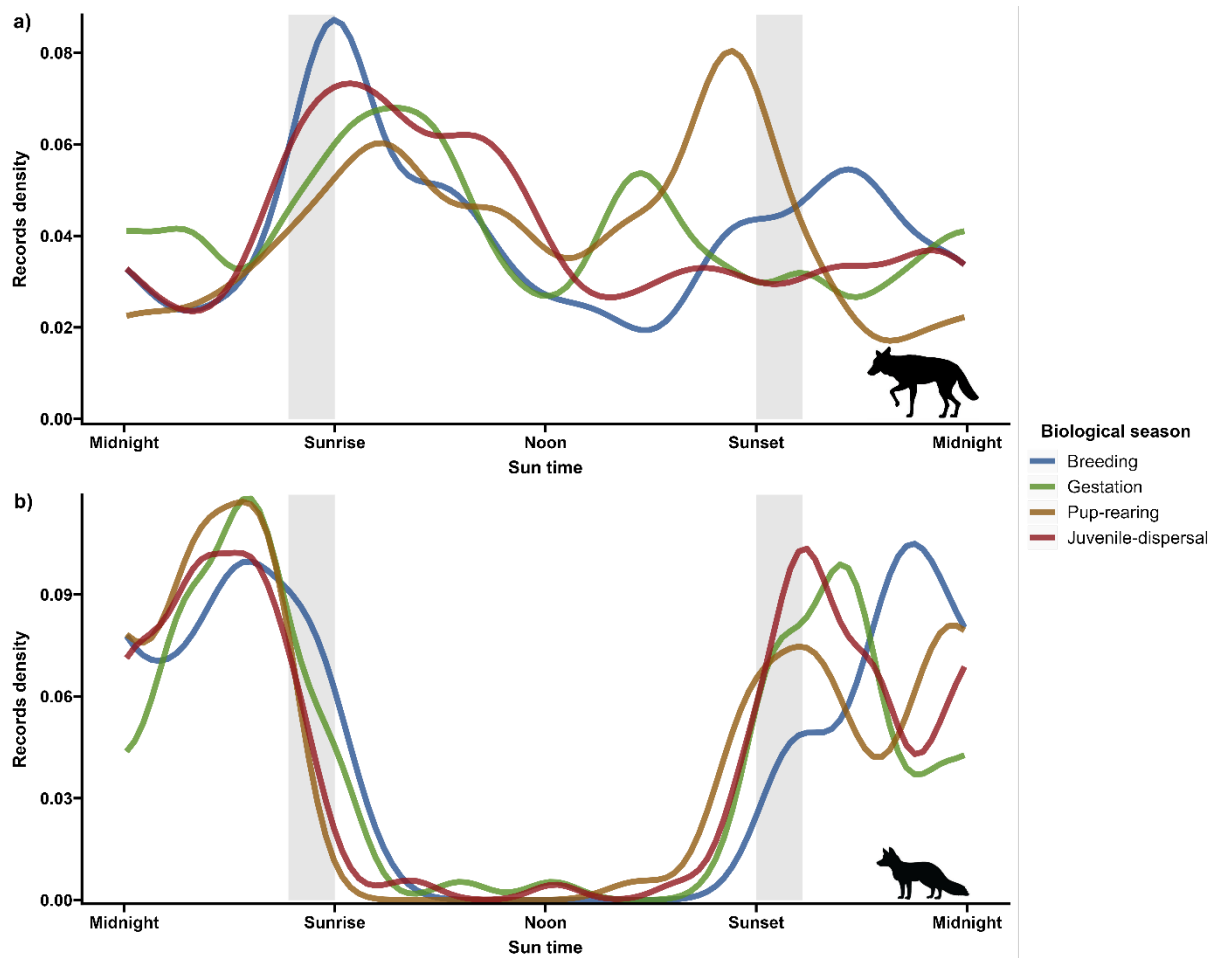 a)
0.08
0.06
0.04
0.02
0.00
Records density
Midnight Sunrise Noon Sunset Midnight
Sun time
Biological season
Breeding
Gestation
Pup-rearing
Juvenile-dispersal
b)
0.09
0.06
0.03
0.00
Records density
Midnight Sunrise Noon Sunset Midnight
Sun time